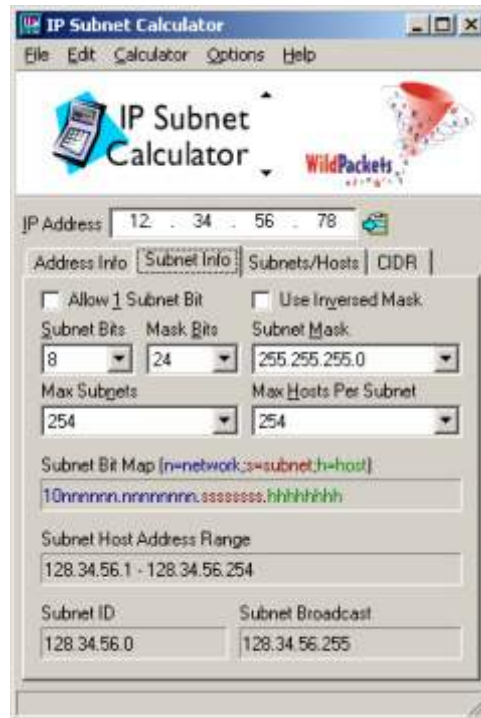 IP Subnet Calculator
File Edit Calculator Options Help
IP Subnet
Calculator
WildPackets
IP Address 12 . 34 . 56 . 78
Address Info Subnet Info Subnets/Hosts CIDR
Allow 1 Subnet Bit Use Inversed Mask
Subnet Bits Mask Bits Subnet Mask
8 24 255.255.255.0
Max Subnets Max Hosts Per Subnet
254 254
Subnet Bit Map (n=network;s=subnet;h=host)
10nnnnnn.nnnnnnnn.ssssssss.hhhhhhhh
Subnet Host Address Range
128.34.56.1 - 128.34.56.254
Subnet ID Subnet Broadcast
128.34.56.0 128.34.56.255